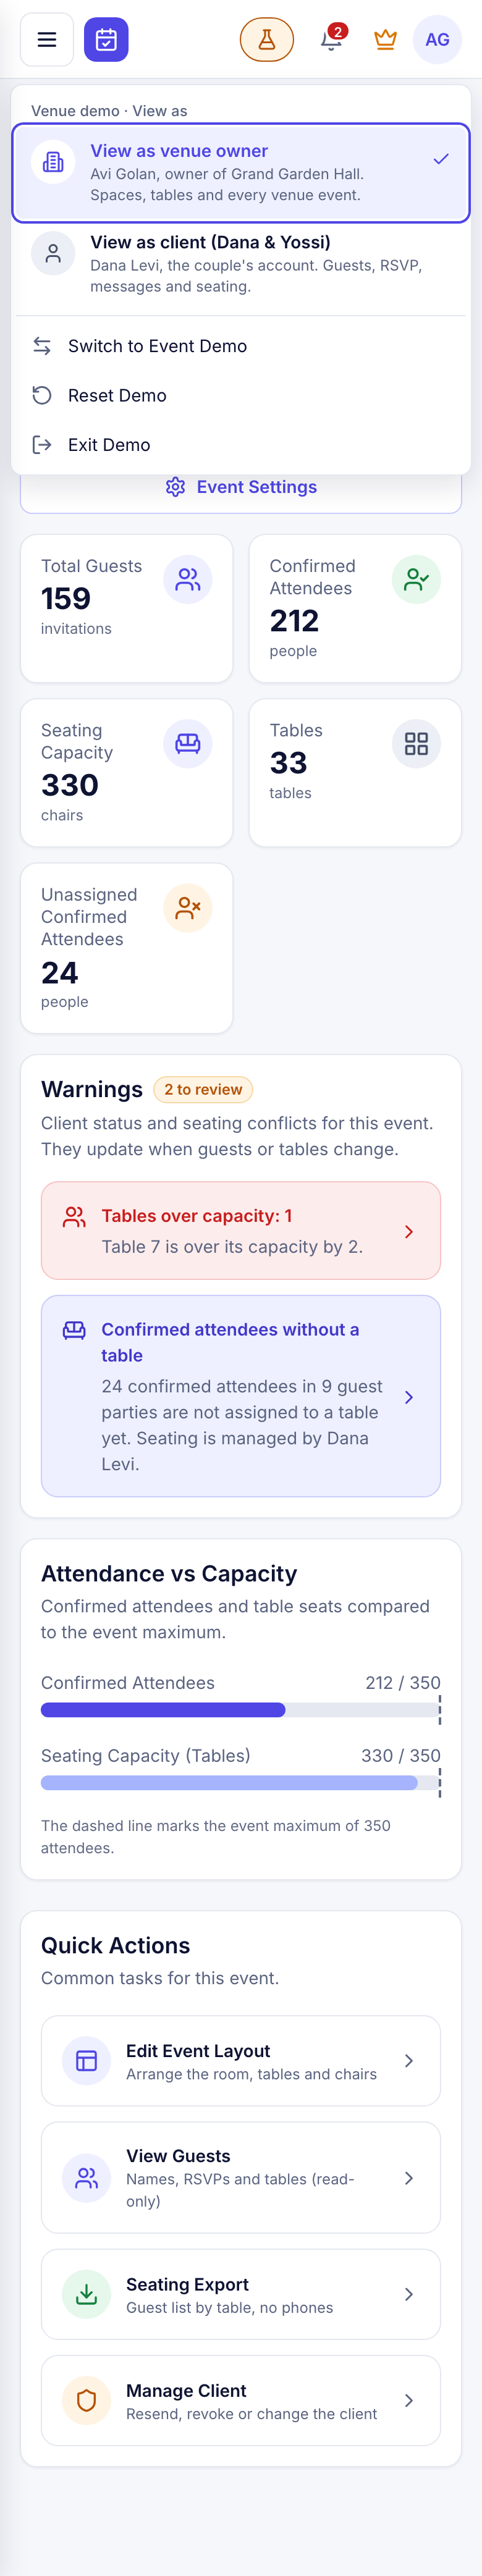 2
AG
Venue demo · View as
View as venue owner
Avi Golan, owner of Grand Garden Hall.
Spaces, tables and every venue event.
View as client (Dana & Yossi)
Dana Levi, the couple's account. Guests, RSVP,
messages and seating.
Switch to Event Demo
Reset Demo
Exit Demo
Event Settings
Total Guests
159
invitations
Confirmed
Attendees
212
people
Seating
Capacity
330
chairs
Tables
33
tables
Unassigned
Confirmed
Attendees
24
people
Warnings
2 to review
Client status and seating conflicts for this event.
They update when guests or tables change.
Tables over capacity: 1
Table 7 is over its capacity by 2.
Confirmed attendees without a
table
24 confirmed attendees in 9 guest
parties are not assigned to a table
yet. Seating is managed by Dana
Levi.
Attendance vs Capacity
Confirmed attendees and table seats compared
to the event maximum.
Confirmed Attendees 212 / 350
Seating Capacity (Tables) 330 / 350
The dashed line marks the event maximum of 350
attendees.
Quick Actions
Common tasks for this event.
Edit Event Layout
Arrange the room, tables and chairs
View Guests
Names, RSVPs and tables (read-
only)
Seating Export
Guest list by table, no phones
Manage Client
Resend, revoke or change the client